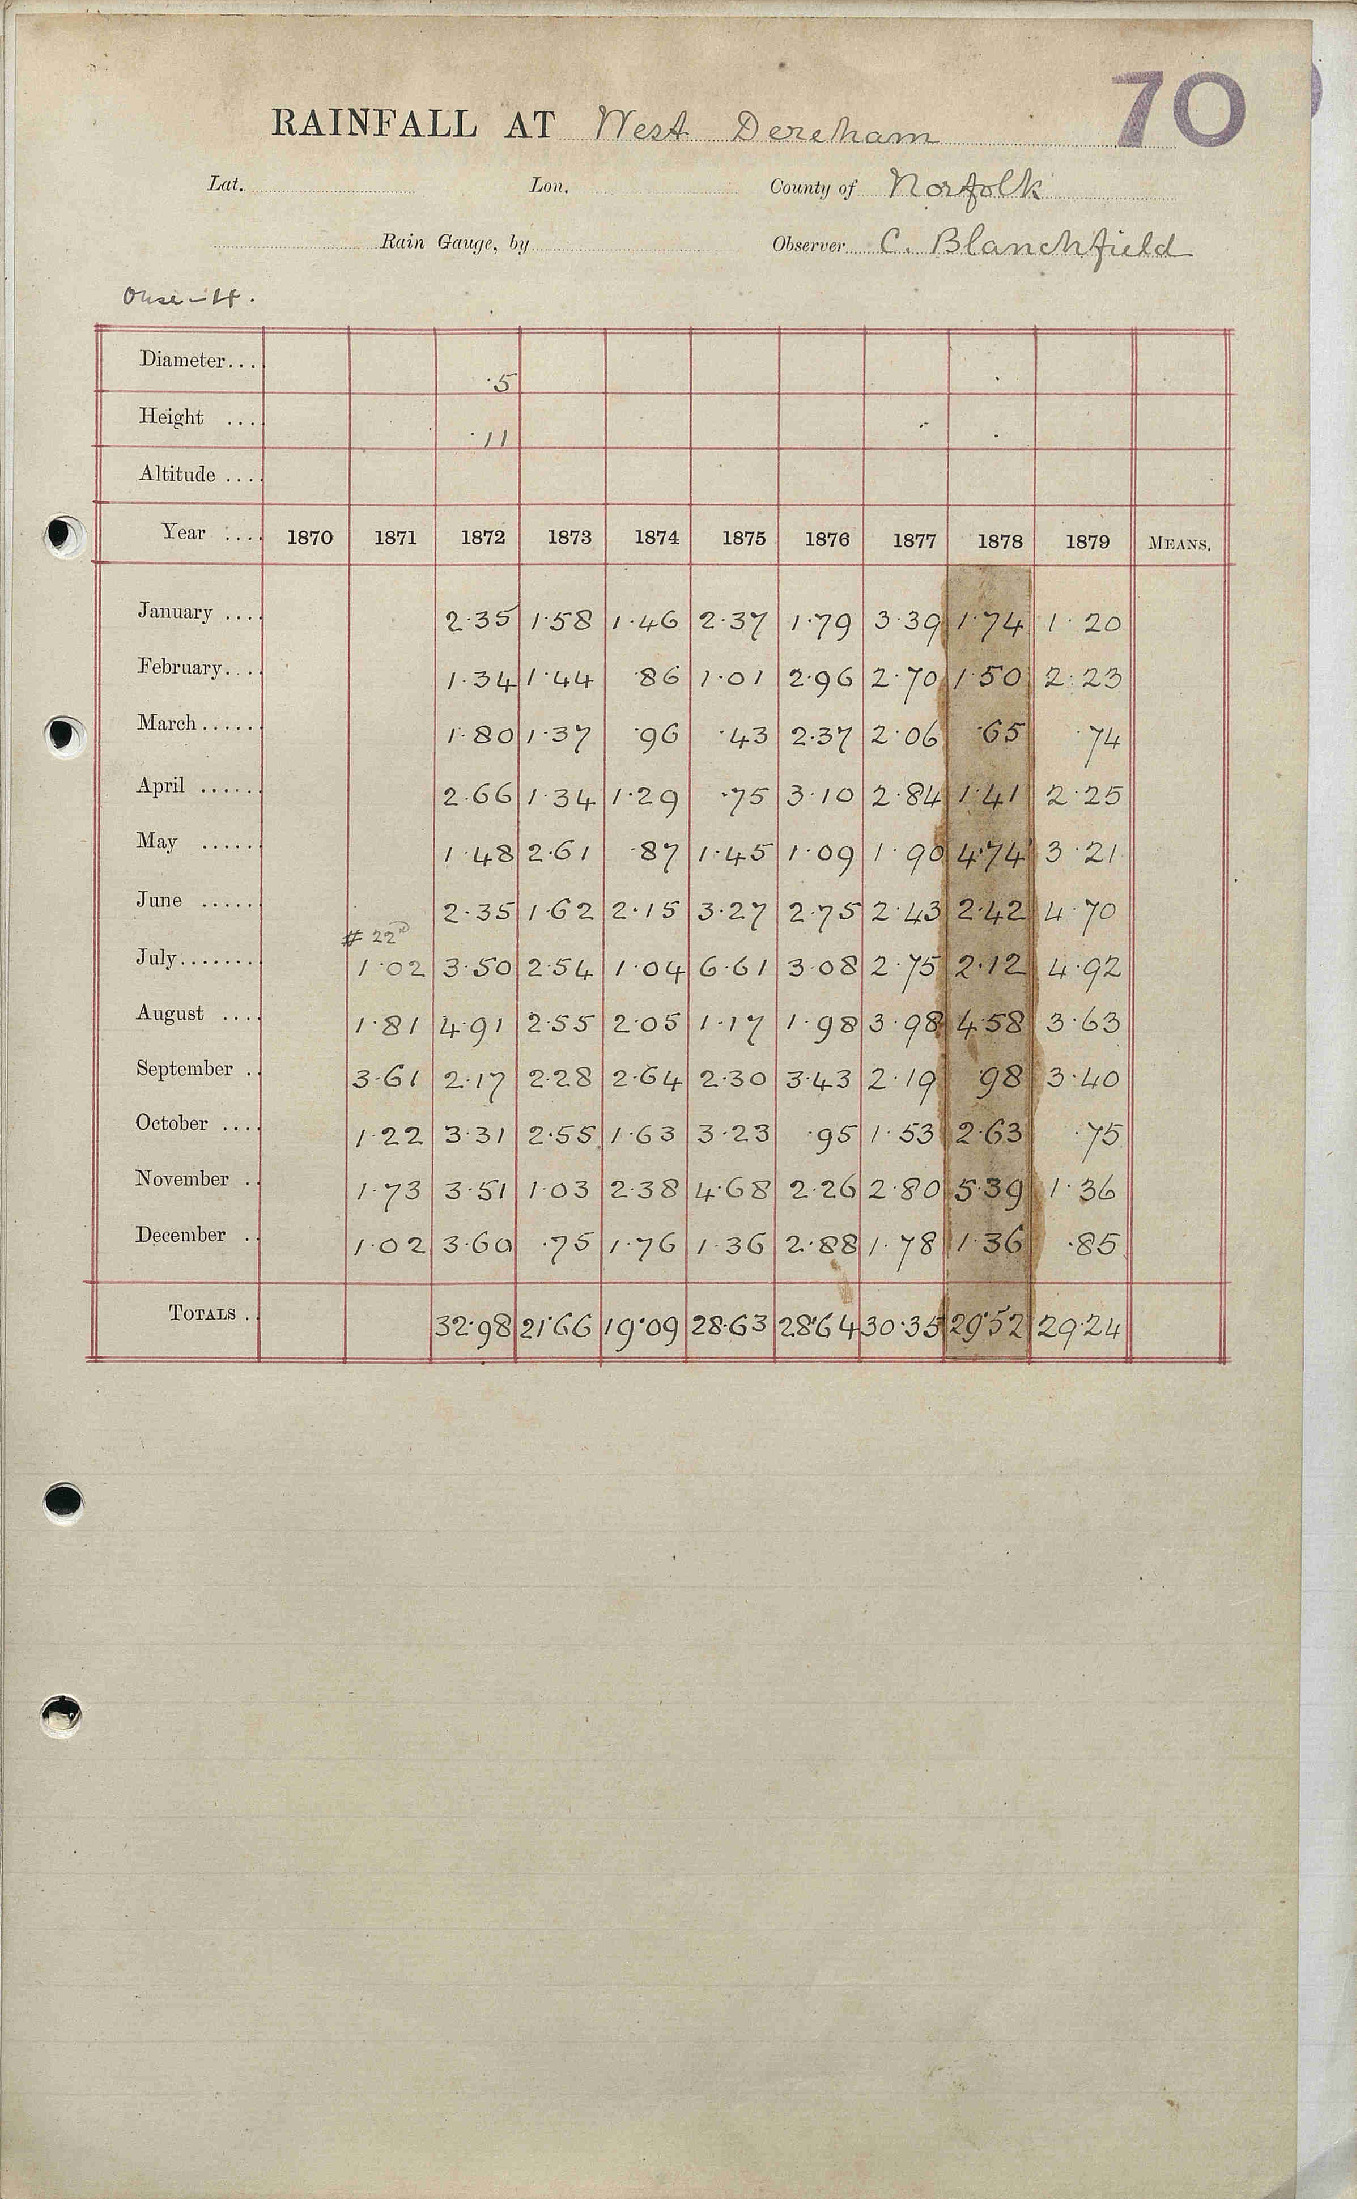 70
RAINFALL AT West Dereham
Lat. Lon. County of Norfolk
Rain Gauge, by Observer C. Blanchfield
Ouse - 4.
Diameter... ·5
Height ... ·11
Altitude ....
Year .... 1870 1871 1872 1873 1874 1875 1876 1877 1878 1879 MEANS.
January .... 2·35 1·58 1·46 2·37 1·79 3·39 1·74 1·20
February.... 1·34 1·44 ·86 1·01 2·96 2·70 1·50 2·23
March...... 1·80 1·37 ·96 ·43 2·37 2·06 ·65 ·74
April ...... 2·66 1·34 1·29 ·75 3·10 2·84 1·41 2·25
May ...... 1·48 2·61 ·87 1·45 1·09 1·90 4·74 3·21
June ...... 2·35 1·62 2·15 3·27 2·75 2·43 2·42 4·70
# 22nd
July........ 1·02 3·50 2·54 1·04 6·61 3·08 2·75 2·12 4·92
August .... 1·81 4·91 2·55 2·05 1·17 1·98 3·98 4·58 3·63
September .. 3·61 2·17 2·28 2·64 2·30 3·43 2·19 ·98 3·40
October .... 1·22 3·31 2·55 1·63 3·23 ·95 1·53 2·63 ·75
November .. 1·73 3·51 1·03 2·38 4·68 2·26 2·80 5·39 1·36
December .. 1·02 3·60 ·75 1·76 1·36 2·88 1·78 1·36 ·85
TOTALS .. 32·98 21·66 19·09 28·63 28·64 30·35 29·52 29·24